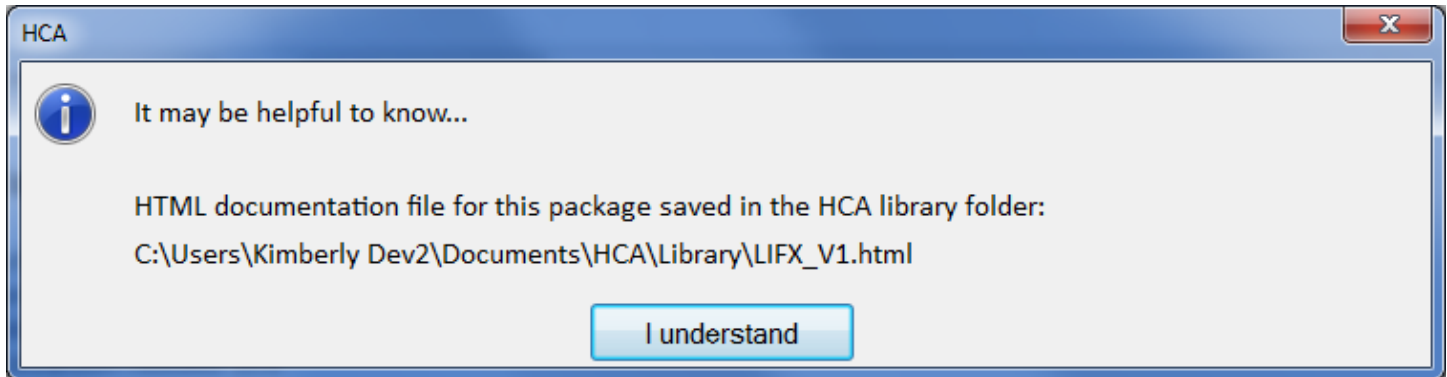 HCA
It may be helpful to know...
HTML documentation file for this package saved in the HCA library folder:
C:\Users\Kimberly Dev2\Documents\HCA\Library\LIFX_V1.html
I understand